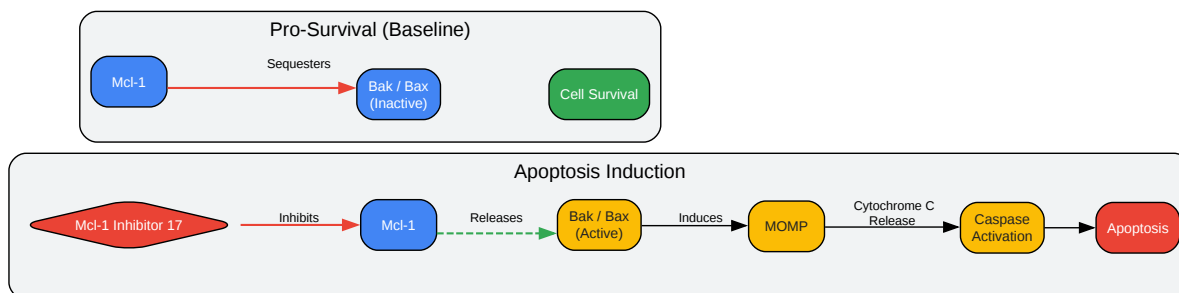 Pro-Survival (Baseline)
Mcl-1
Sequesters
Bak / Bax
(Inactive)
Cell Survival
Apoptosis Induction
Mcl-1 Inhibitor 17
Inhibits
Mcl-1
Releases
Bak / Bax
(Active)
Induces
MOMP
Cytochrome C
Release
Caspase
Activation
Apoptosis